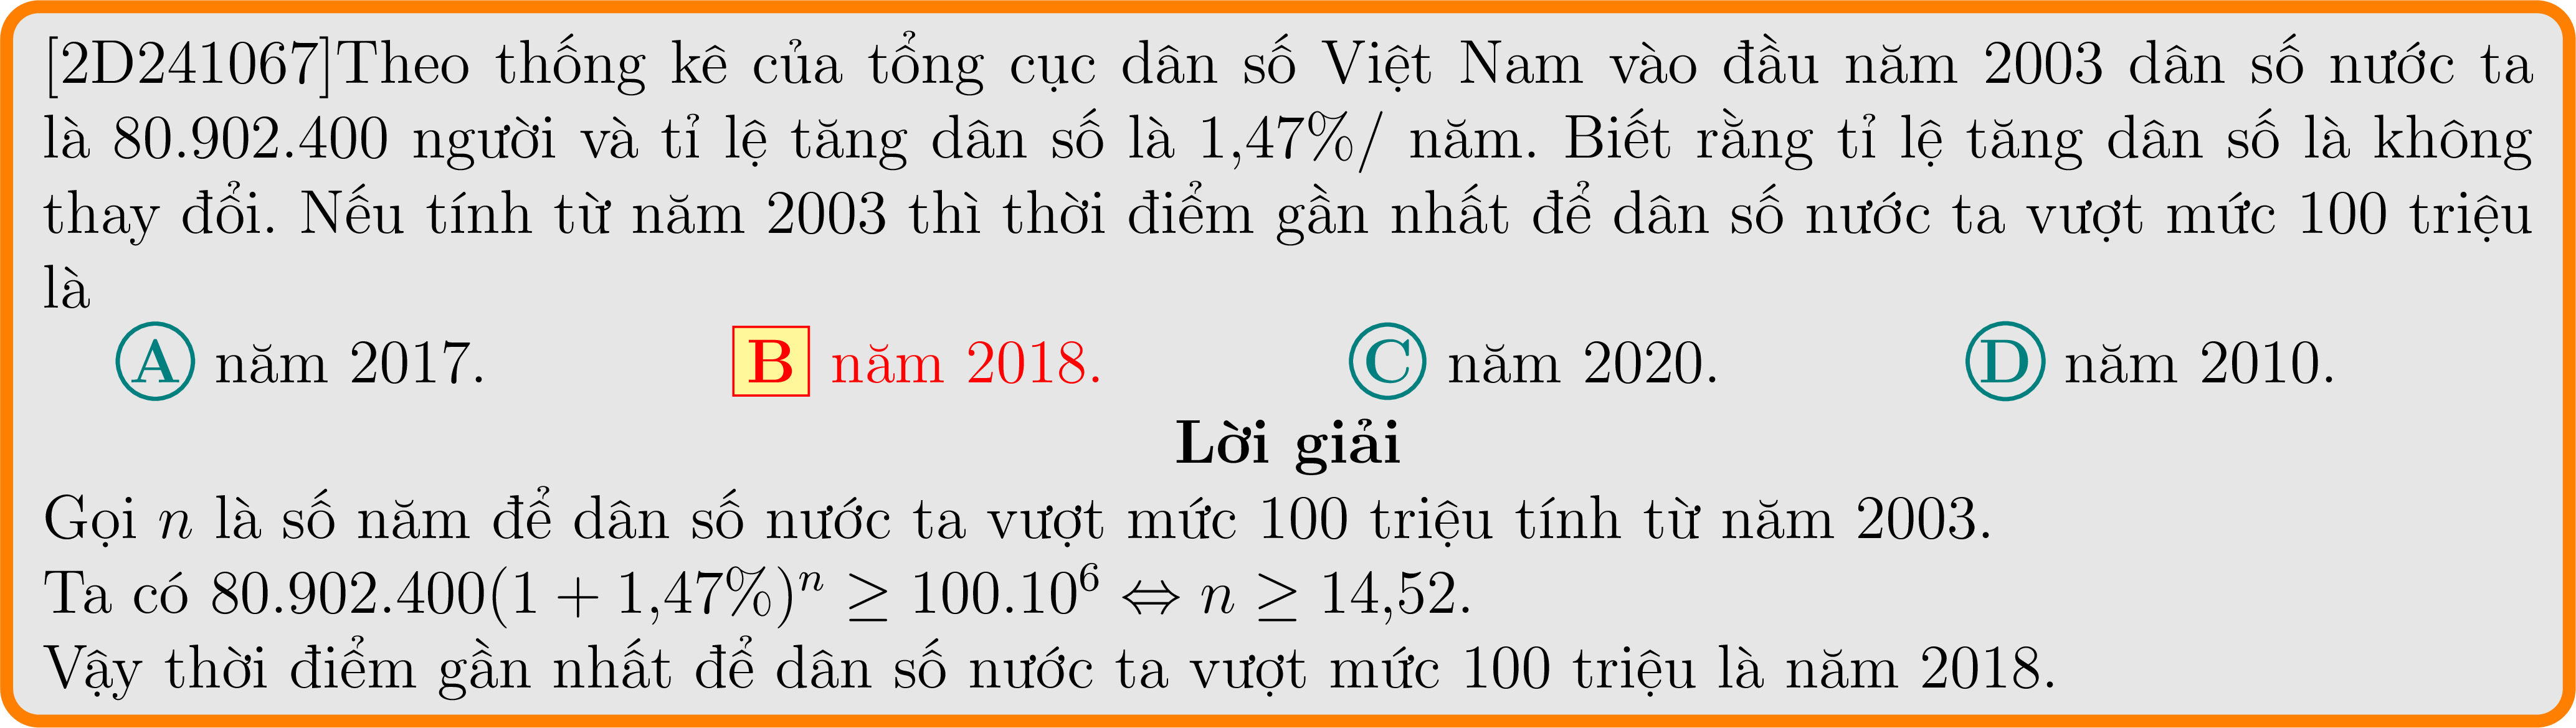 [2D241067]Theo thống kê của tổng cục dân số Việt Nam vào đầu năm 2003 dân số nước ta
là 80.902.400 người và tỉ lệ tăng dân số là 1,47%/ năm. Biết rằng tỉ lệ tăng dân số là không
thay đổi. Nếu tính từ năm 2003 thì thời điểm gần nhất để dân số nước ta vượt mức 100 triệu
là
A năm 2017. B năm 2018. C năm 2020. D năm 2010.
Lời giải
Gọi n là số năm để dân số nước ta vượt mức 100 triệu tính từ năm 2003.
Ta có 80.902.400(1 + 1,47%)ⁿ ≥ 100.10⁶ ⇔ n ≥ 14,52.
Vậy thời điểm gần nhất để dân số nước ta vượt mức 100 triệu là năm 2018.